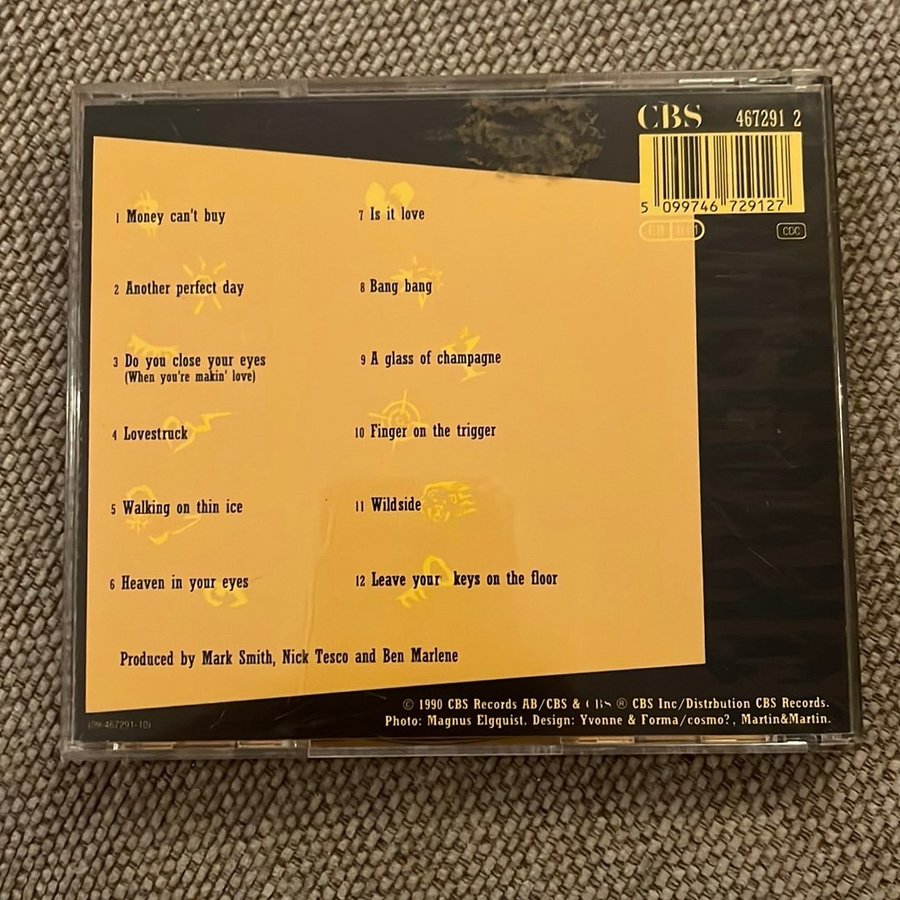 CBS 467291 2
5 099746 729127
CDC
1 Money can't buy
2 Another perfect day
3 Do you close your eyes
(When you're makin' love)
4 Lovestruck
5 Walking on thin ice
6 Heaven in your eyes
7 Is it love
8 Bang bang
9 A glass of champagne
10 Finger on the trigger
11 Wildside
12 Leave your keys on the floor
Produced by Mark Smith, Nick Tesco and Ben Marlene
© 1990 CBS Records AB/CBS & CBS ® CBS Inc/Distrbution CBS Records.
Photo: Magnus Elgquist. Design: Yvonne & Forma/cosmo?, Martin&Martin.
(09-467291-10)